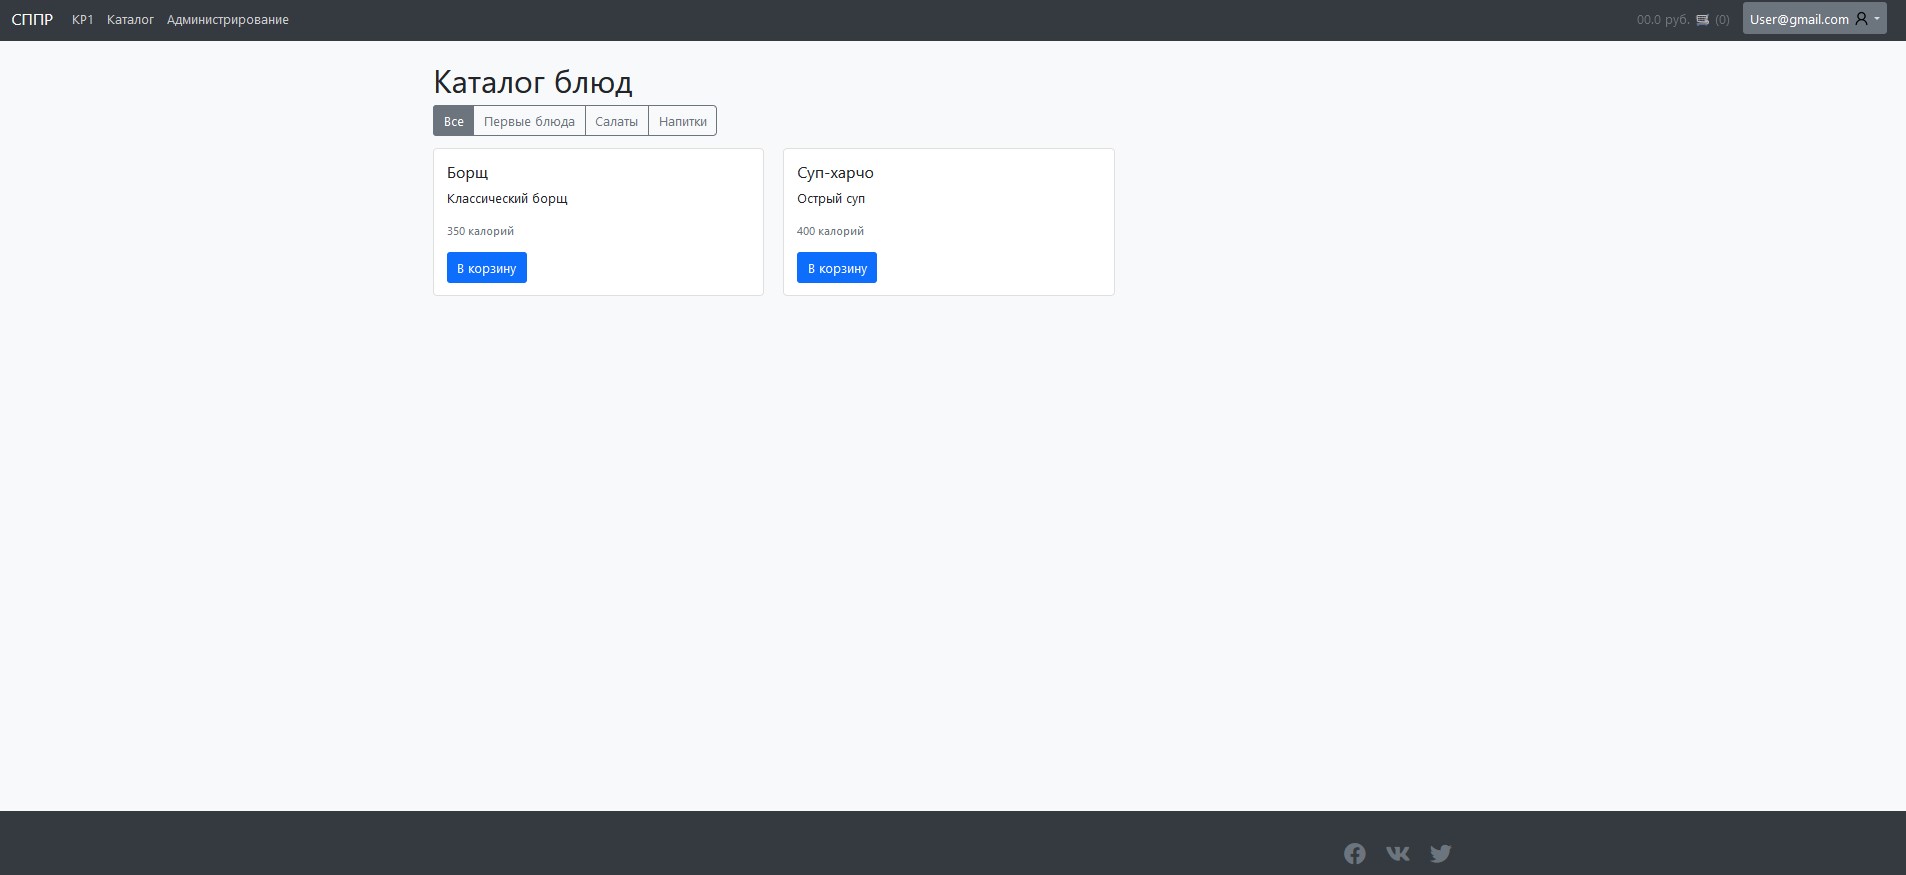 СППР КР1 Каталог Администрирование 00.0 руб. (0) User@gmail.com
Каталог блюд
Все Первые блюда Салаты Напитки
Борщ
Классический борщ
350 калорий
В корзину
Суп-харчо
Острый суп
400 калорий
В корзину